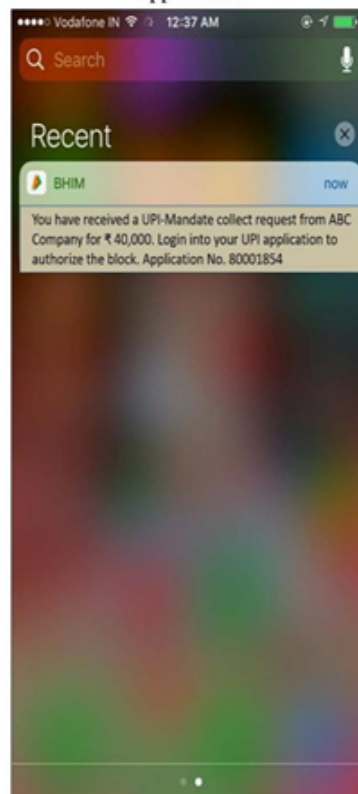 Vodafone IN 12:37 AM
Search
Recent
BHIM now
You have received a UPI-Mandate collect request from ABC
Company for ₹ 40,000. Login into your UPI application to
authorize the block. Application No. 80001854